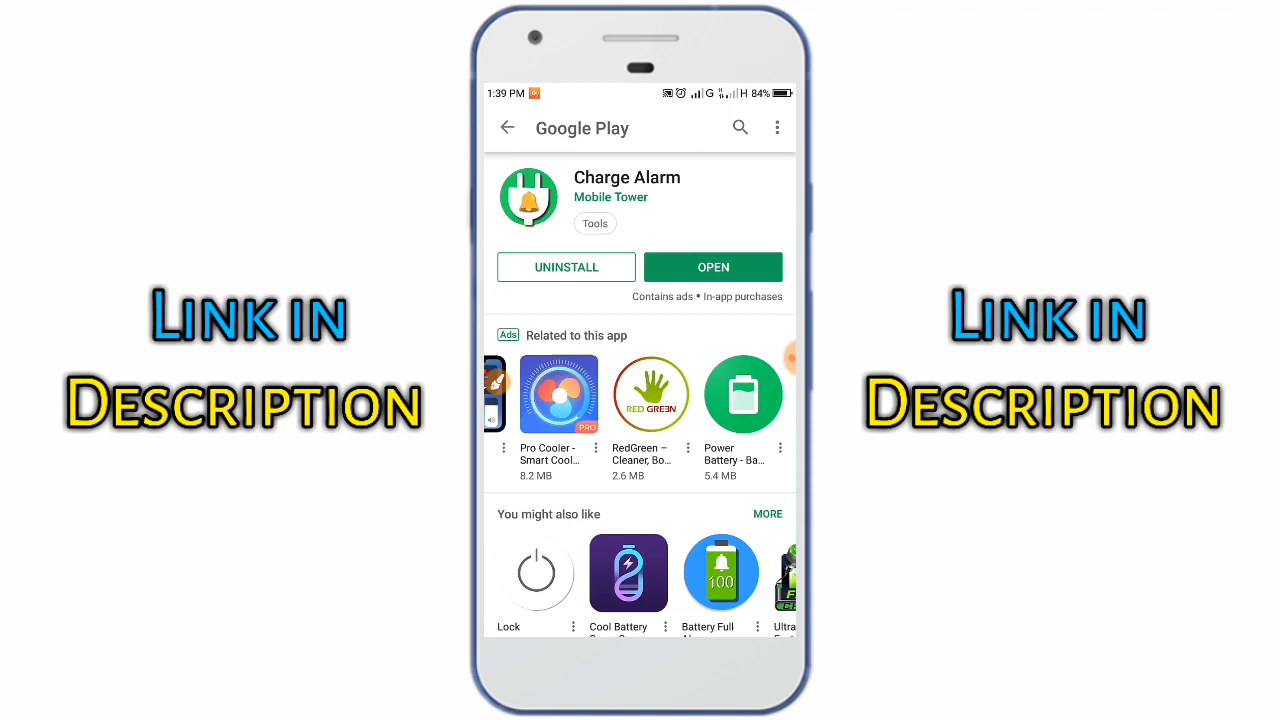 1:39 PM
G H 84%
Google Play
Charge Alarm
Mobile Tower
Tools
UNINSTALL
OPEN
Contains ads • In-app purchases
Ads Related to this app
PRO
RED GREEN
Pro Cooler -
Smart Cool...
8.2 MB
RedGreen –
Cleaner, Bo...
2.6 MB
Power
Battery - Ba...
5.4 MB
You might also like
MORE
100
Lock
Cool Battery
Battery Full
Ultra
LINK IN
DESCRIPTION
LINK IN
DESCRIPTION